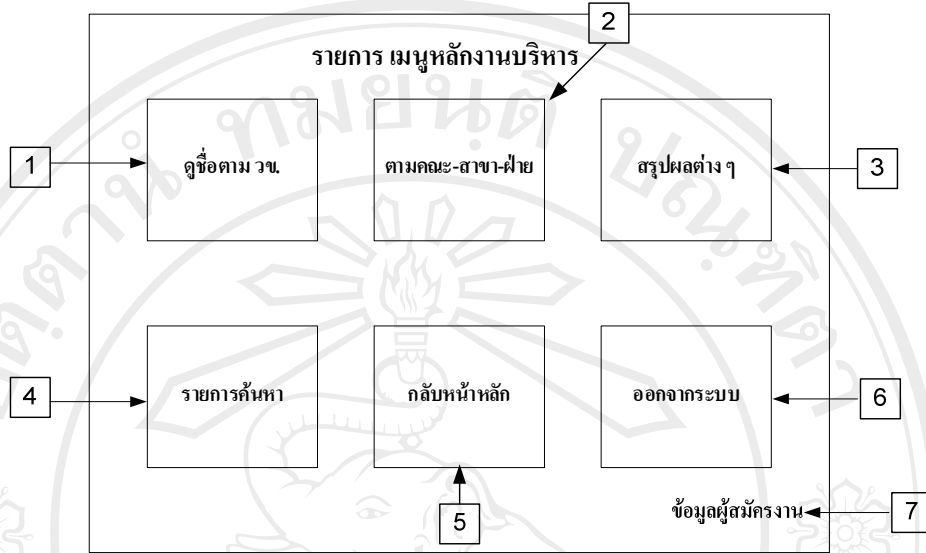 2
รายการ เมนูหลักงานบริหาร
1
ดูชื่อตาม วข.
ตามคณะ-สาขา-ฝ่าย
สรุปผลต่าง ๆ
3
4
รายการค้นหา
กลับหน้าหลัก
ออกจากระบบ
6
5
ข้อมูลผู้สมัครงาน
7